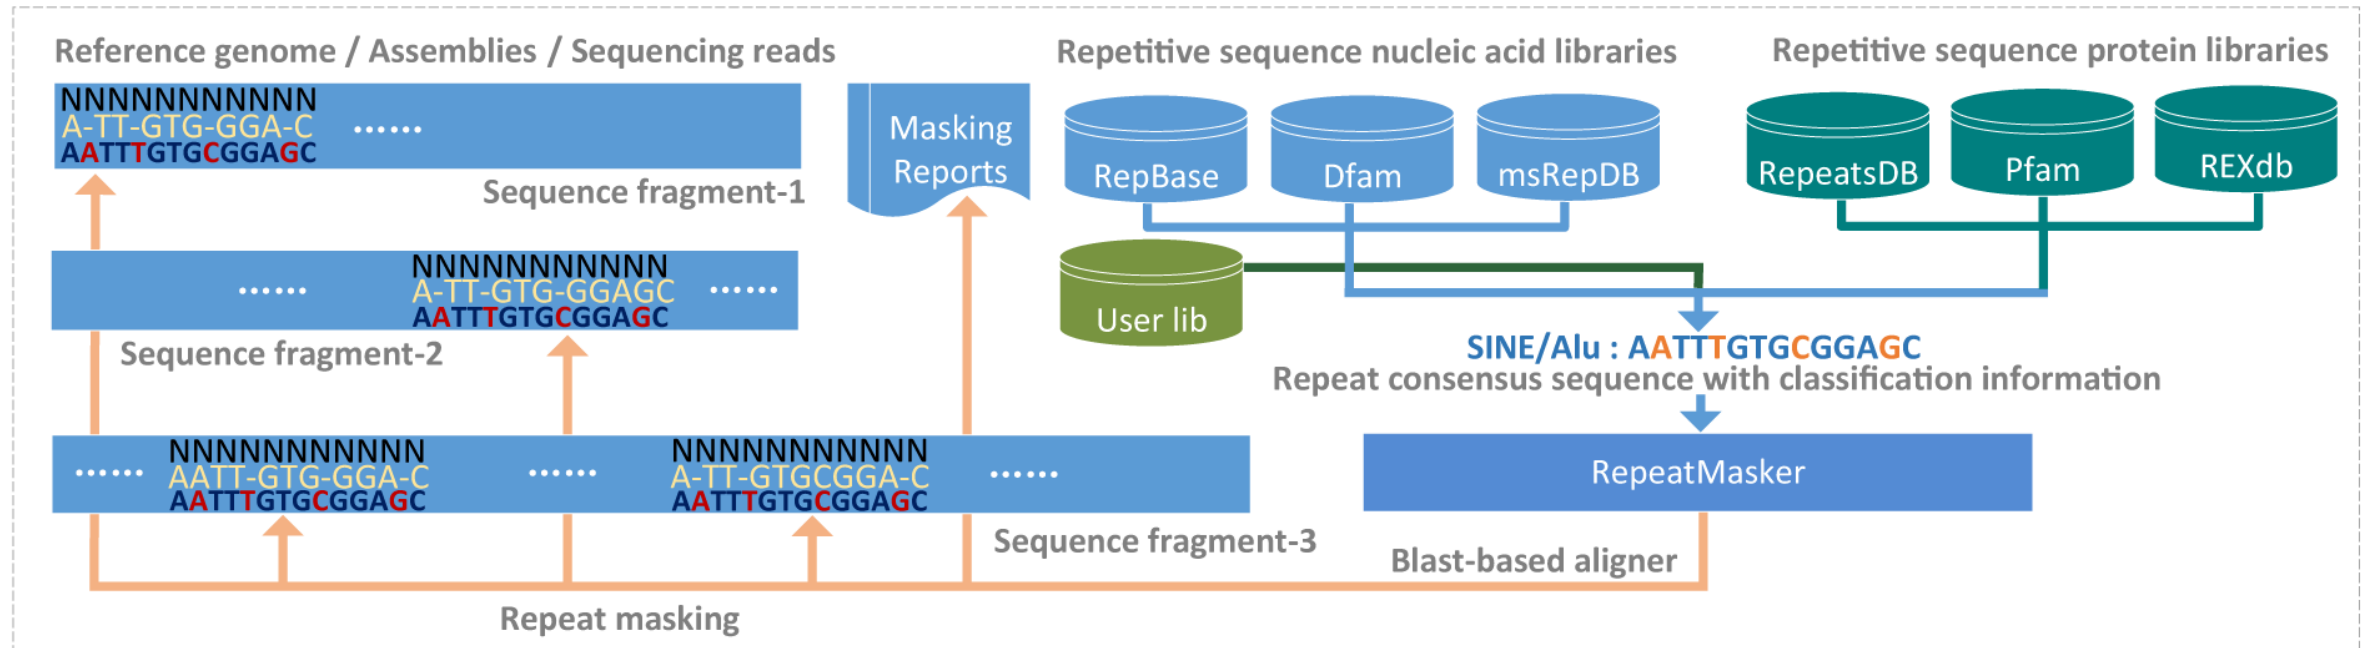 Reference genome / Assemblies / Sequencing reads
NNNNNNNNNNN
A-TT-GTG-GGA-C ······
AATTTGTGCGGAGC
Sequence fragment-1
Masking
Reports
Repetitive sequence nucleic acid libraries
RepBase
Dfam
msRepDB
Repetitive sequence protein libraries
RepeatsDB
Pfam
REXdb
User lib
NNNNNNNNNNN
······ A-TT-GTG-GGAGC ······
AATTTGTGCGGAGC
Sequence fragment-2
SINE/Alu : AATTTGTGCGGAGC
Repeat consensus sequence with classification information
RepeatMasker
NNNNNNNNNNN NNNNNNNNNNN
······ AATT-GTG-GGA-C ······ A-TT-GTGCGGA-C ······
AATTTGTGCGGAGC AATTTGTGCGGAGC
Sequence fragment-3
Blast-based aligner
Repeat masking